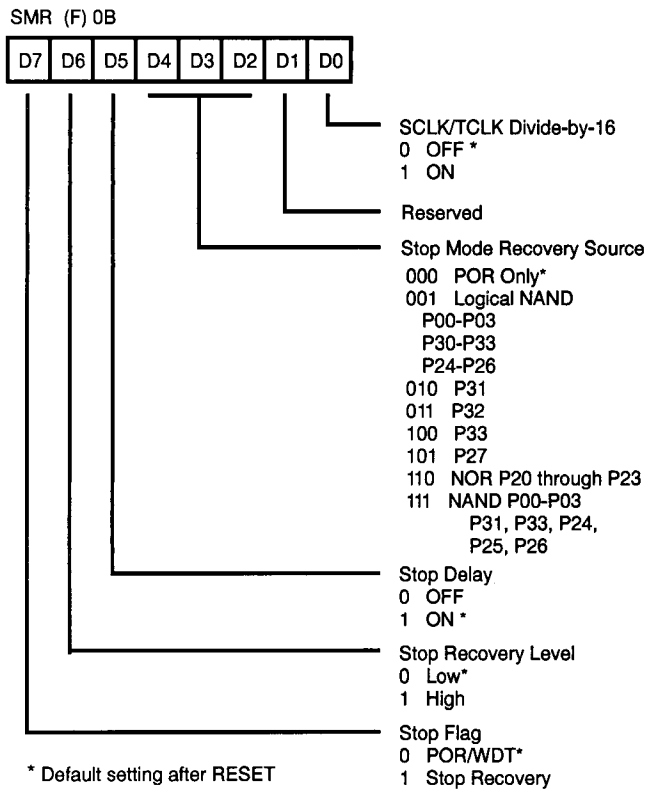 SMR (F) 0B
D7 D6 D5 D4 D3 D2 D1 D0
SCLK/TCLK Divide-by-16
0 OFF *
1 ON
Reserved
Stop Mode Recovery Source
000 POR Only*
001 Logical NAND
P00-P03
P30-P33
P24-P26
010 P31
011 P32
100 P33
101 P27
110 NOR P20 through P23
111 NAND P00-P03
P31, P33, P24,
P25, P26
Stop Delay
0 OFF
1 ON *
Stop Recovery Level
0 Low*
1 High
Stop Flag
0 POR/WDT*
1 Stop Recovery
* Default setting after RESET